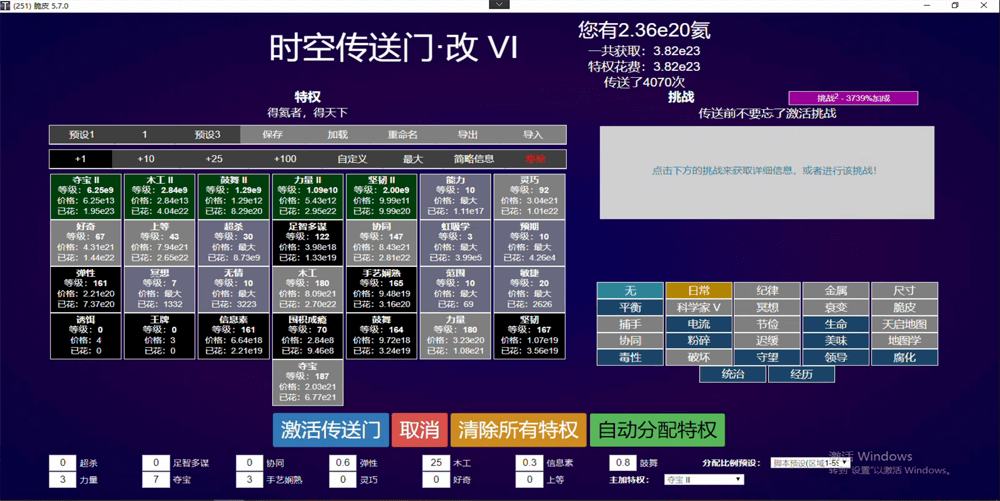 (251) 脆皮 5.7.0
时空传送门·改 VI
您有2.36e20氦
一共获取：3.82e23
特权花费：3.82e23
传送了4070次
特权
得氦者，得天下
挑战
挑战² - 3739%加成
传送前不要忘了激活挑战
预设1 1 预设3 保存 加载 重命名 导出 导入
+1 +10 +25 +100 自定义 最大 简略信息
点击下方的挑战来获取详细信息，或者进行该挑战！
夺宝 II 木工 II 鼓舞 II 力量 II 坚韧 II 能力 灵巧
等级：6.25e9 等级：2.84e9 等级：1.29e9 等级：1.09e10 等级：2.00e9 等级：10 等级：92
价格：6.25e13 价格：2.84e13 价格：1.29e12 价格：5.43e12 价格：9.99e11 价格：最大 价格：3.04e21
已花：1.95e23 已花：4.04e22 已花：8.29e20 已花：2.95e22 已花：9.99e20 已花：1.11e17 已花：1.01e22
好奇 上等 超杀 足智多谋 协同 虹吸学 预期
等级：67 等级：43 等级：30 等级：122 等级：147 等级：3 等级：10
价格：4.31e21 价格：7.94e21 价格：最大 价格：3.98e18 价格：8.43e21 价格：最大 价格：最大
已花：1.44e22 已花：2.65e22 已花：8.73e9 已花：1.33e19 已花：2.81e22 已花：3.99e5 已花：4.26e4
弹性 冥想 无情 木工 手艺娴熟 范围 敏捷
等级：161 等级：7 等级：10 等级：180 等级：165 等级：10 等级：20
价格：2.21e20 价格：最大 价格：最大 价格：8.09e21 价格：9.48e19 价格：最大 价格：最大
已花：7.37e20 已花：1332 已花：3223 已花：2.70e22 已花：3.16e20 已花：69 已花：2626
诱饵 王牌 信息素 囤积成瘾 鼓舞 力量 坚韧
等级：0 等级：0 等级：161 等级：70 等级：164 等级：180 等级：167
价格：4 价格：3 价格：6.64e18 价格：2.84e8 价格：9.72e18 价格：3.23e20 价格：1.07e19
已花：0 已花：0 已花：2.21e19 已花：9.46e8 已花：3.24e19 已花：1.08e21 已花：3.56e19
夺宝
等级：187
价格：2.03e21
已花：6.77e21
无 日常 纪律 金属 尺寸
平衡 科学家 V 冥想 衰变 脆皮
捕手 电流 节俭 生命 天启地图
协同 粉碎 迟缓 美味 地图学
毒性 破坏 守望 领导 腐化
统治 经历
激活传送门 取消 清除所有特权 自动分配特权
0 超杀 0 足智多谋 0 协同 0.6 弹性 25 木工 0.3 信息素 0.8 鼓舞 分配比例预设： 脚本预设(区域1-59
3 力量 7 夺宝 3 手艺娴熟 0 灵巧 0 好奇 0 上等 主加特权： 夺宝 II
激活 Windows
转到"设置"以激活 Windows。